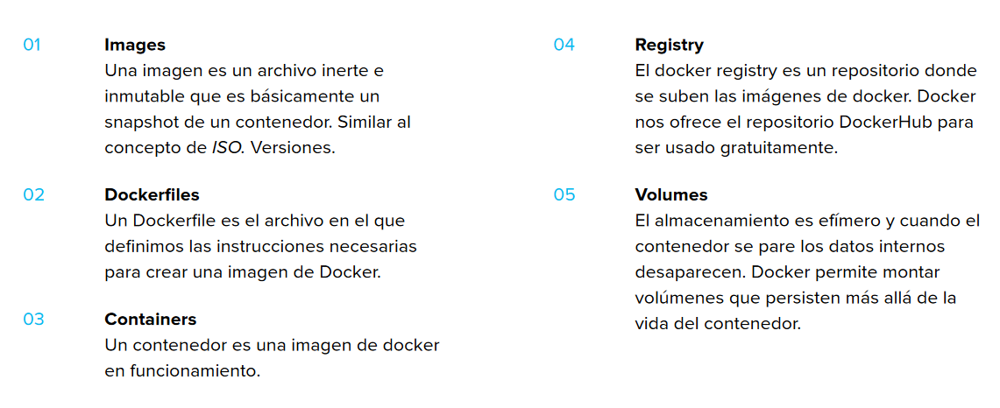 01
Images
Una imagen es un archivo inerte e
inmutable que es básicamente un
snapshot de un contenedor. Similar al
concepto de ISO. Versiones.
02
Dockerfiles
Un Dockerfile es el archivo en el que
definimos las instrucciones necesarias
para crear una imagen de Docker.
03
Containers
Un contenedor es una imagen de docker
en funcionamiento.
04
Registry
El docker registry es un repositorio donde
se suben las imágenes de docker. Docker
nos ofrece el repositorio DockerHub para
ser usado gratuitamente.
05
Volumes
El almacenamiento es efímero y cuando el
contenedor se pare los datos internos
desaparecen. Docker permite montar
volúmenes que persisten más allá de la
vida del contenedor.